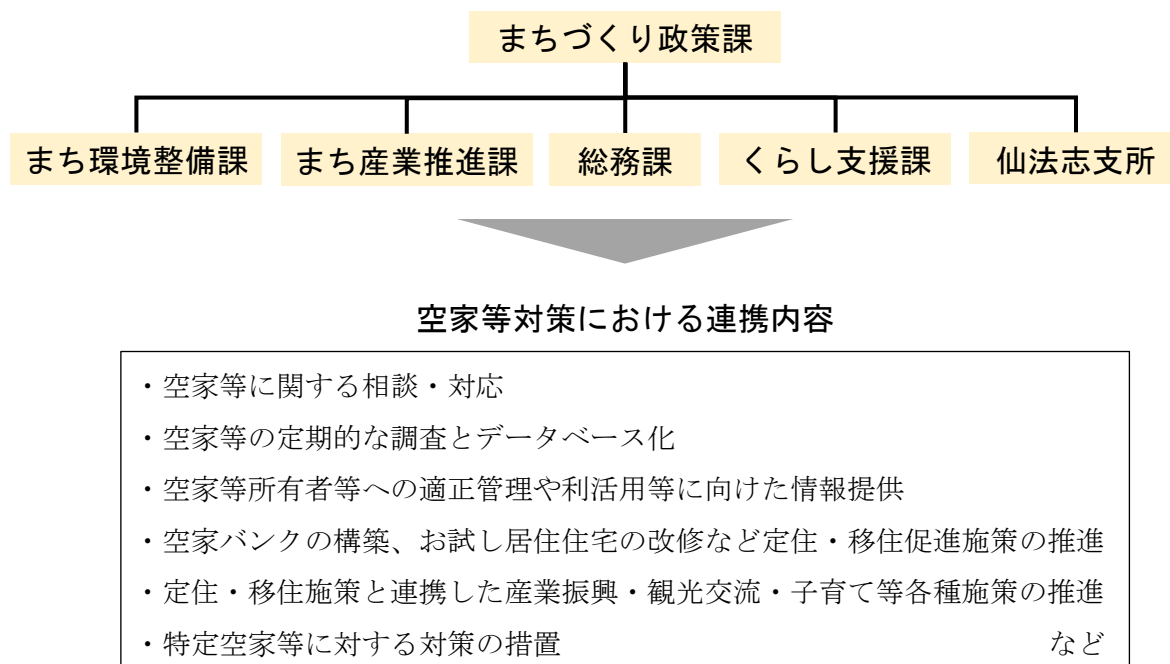 まちづくり政策課
まち環境整備課 まち産業推進課 総務課 くらし支援課 仙法志支所
空家等対策における連携内容
・空家等に関する相談・対応
・空家等の定期的な調査とデータベース化
・空家等所有者等への適正管理や利活用等に向けた情報提供
・空家バンクの構築、お試し居住住宅の改修など定住・移住促進施策の推進
・定住・移住施策と連携した産業振興・観光交流・子育て等各種施策の推進
・特定空家等に対する対策の措置 など